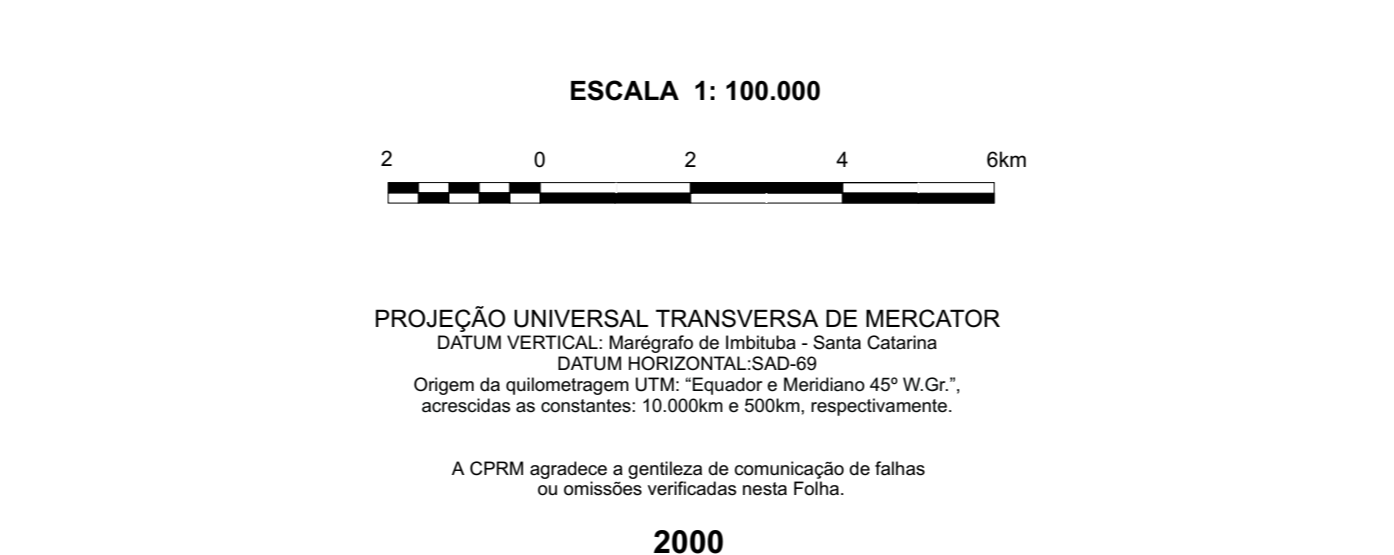 ESCALA 1: 100.000
2 0 2 4 6km
PROJEÇÃO UNIVERSAL TRANSVERSA DE MERCATOR
DATUM VERTICAL: Marégrafo de Imbituba - Santa Catarina
DATUM HORIZONTAL:SAD-69
Origem da quilometragem UTM: “Equador e Meridiano 45º W.Gr.”,
acrescidas as constantes: 10.000km e 500km, respectivamente.
A CPRM agradece a gentileza de comunicação de falhas
ou omissões verificadas nesta Folha.
2000